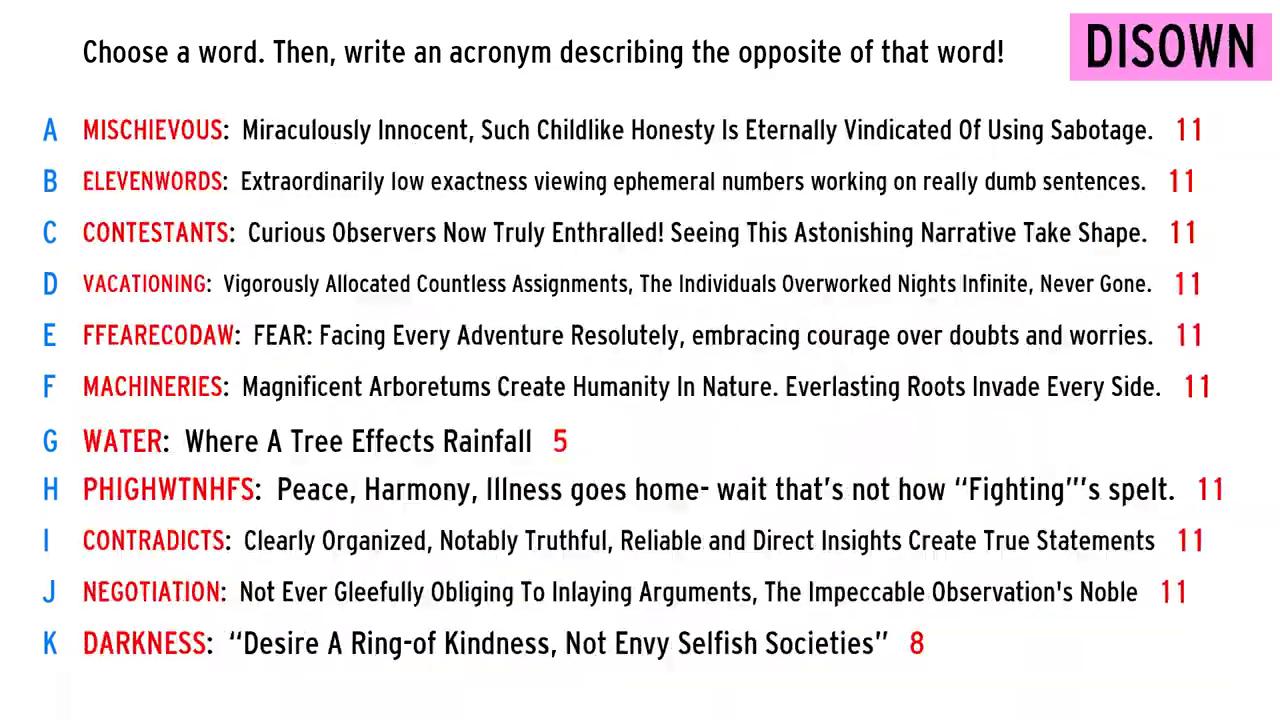 Choose a word. Then, write an acronym describing the opposite of that word!
DISOWN
A MISCHIEVOUS: Miraculously Innocent, Such Childlike Honesty Is Eternally Vindicated Of Using Sabotage. 11
B ELEVENWORDS: Extraordinarily low exactness viewing ephemeral numbers working on really dumb sentences. 11
C CONTESTANTS: Curious Observers Now Truly Enthralled! Seeing This Astonishing Narrative Take Shape. 11
D VACATIONING: Vigorously Allocated Countless Assignments, The Individuals Overworked Nights Infinite, Never Gone. 11
E FFEARECODAW: FEAR: Facing Every Adventure Resolutely, embracing courage over doubts and worries. 11
F MACHINERIES: Magnificent Arboretums Create Humanity In Nature. Everlasting Roots Invade Every Side. 11
G WATER: Where A Tree Effects Rainfall 5
H PHIGHWTNHFS: Peace, Harmony, Illness goes home- wait that’s not how “Fighting”’s spelt. 11
I CONTRADICTS: Clearly Organized, Notably Truthful, Reliable and Direct Insights Create True Statements 11
J NEGOTIATION: Not Ever Gleefully Obliging To Inlaying Arguments, The Impeccable Observation's Noble 11
K DARKNESS: “Desire A Ring-of Kindness, Not Envy Selfish Societies” 8